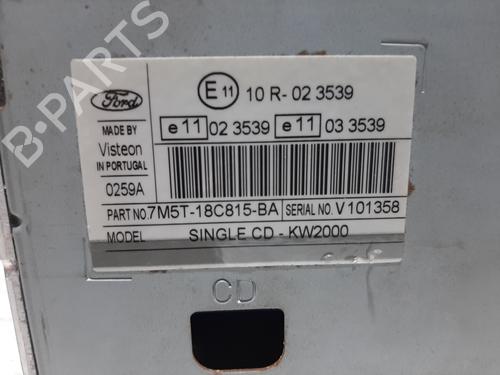 Ford
E 11 10 R- 02 3539
e 11 02 3539 e 11 03 3539
MADE BY
Visteon
IN PORTUGAL
0259A
PART NO. 7M5T-18C815-BA SERIAL NO. V 101358
MODEL SINGLE CD - KW2000
CD
B-PARTS